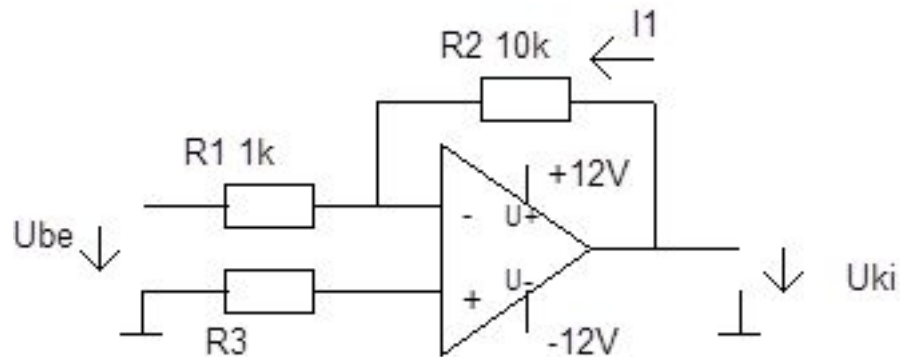 I1
R2 10k
R1 1k
+12V
- U+
Ube
Uki
U-
+
R3
-12V